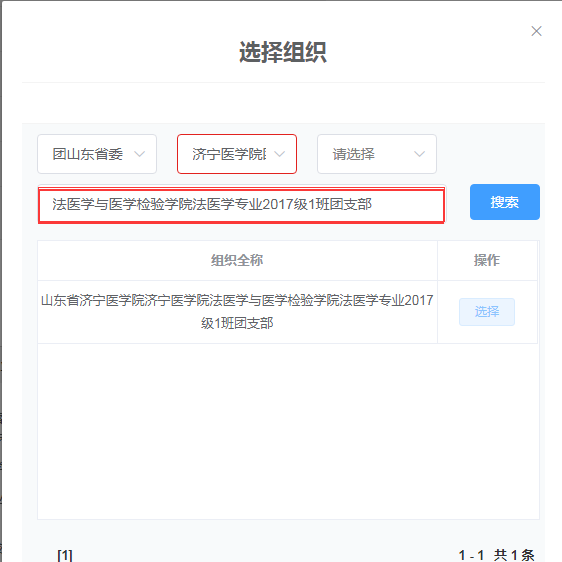 选择组织
团山东省委 济宁医学院 请选择
法医学与医学检验学院法医学专业2017级1班团支部 搜索
组织全称 操作
山东省济宁医学院济宁医学院法医学与医学检验学院法医学专业2017
级1班团支部
选择
[1] 1 - 1 共 1 条